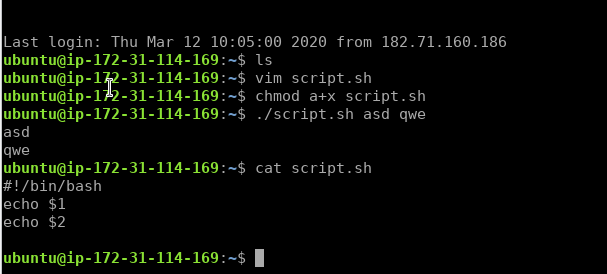 Last login: Thu Mar 12 10:05:00 2020 from 182.71.160.186
ubuntu@ip-172-31-114-169:~$ ls
ubuntu@ip-172-31-114-169:~$ vim script.sh
ubuntu@ip-172-31-114-169:~$ chmod a+x script.sh
ubuntu@ip-172-31-114-169:~$ ./script.sh asd qwe
asd
qwe
ubuntu@ip-172-31-114-169:~$ cat script.sh
#!/bin/bash
echo $1
echo $2
ubuntu@ip-172-31-114-169:~$